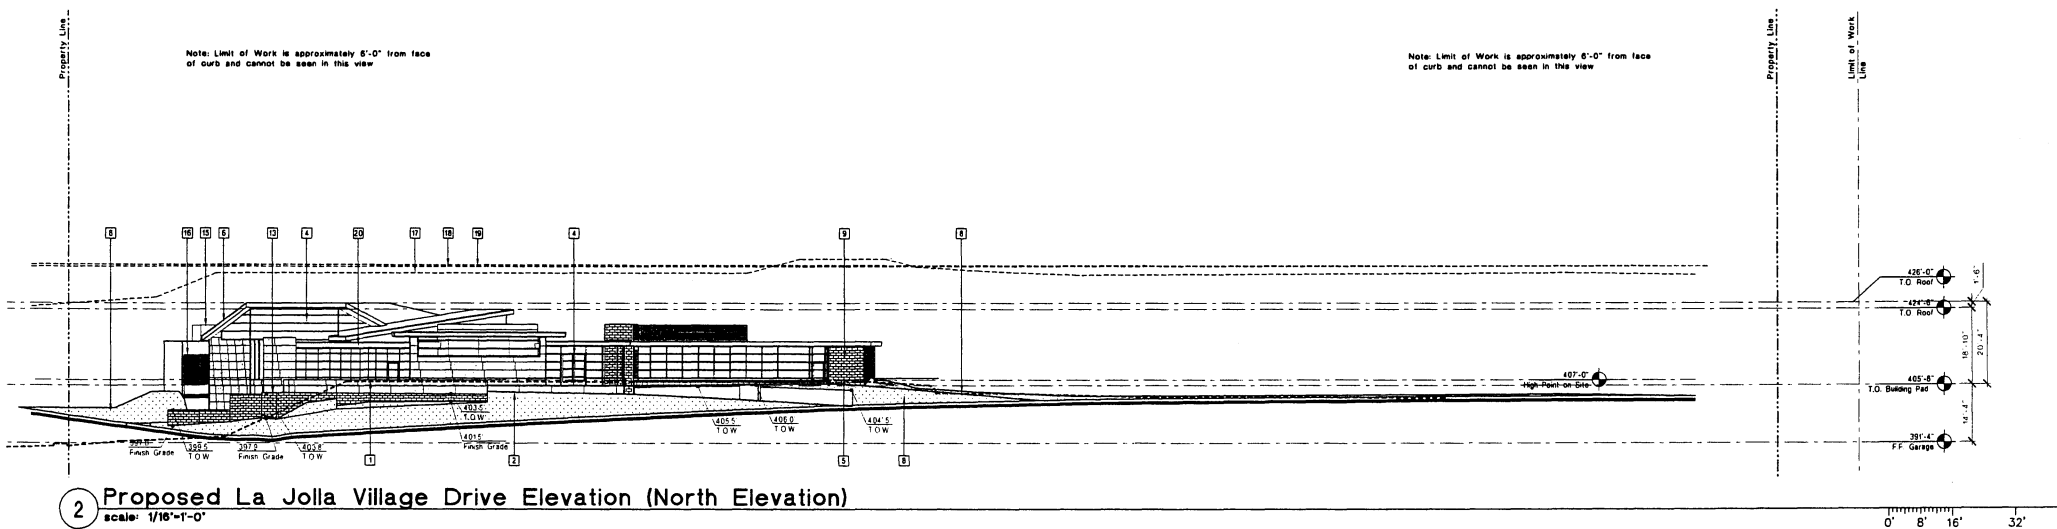 Property Line
Note: Limit of Work is approximately 6'-0" from face
of curb and cannot be seen in this view
Note: Limit of Work is approximately 6'-0" from face
of curb and cannot be seen in this view
Property Line
Limit of Work
Line
16
15
13
4
20
17
18
19
4
9
8
426'-0"
T.O. Roof
1'-6"
424'-6"
T.O. Roof
18'-10"
20'-4"
407'-0"
High Point on Site
405'-8"
T.O. Building Pad
14'-4"
391'-4"
F.F. Garage
403.5
T.O.W
405.5
T.O.W
406.0
T.O.W
404.5
T.O.W
Finish Grade
399.5
T.O.W
397.9
Finish Grade
403.8
T.O.W
401.5
Finish Grade
1
2
5
8
2
Proposed La Jolla Village Drive Elevation (North Elevation)
scale: 1/16"=1'-0"
0' 8' 16' 32'